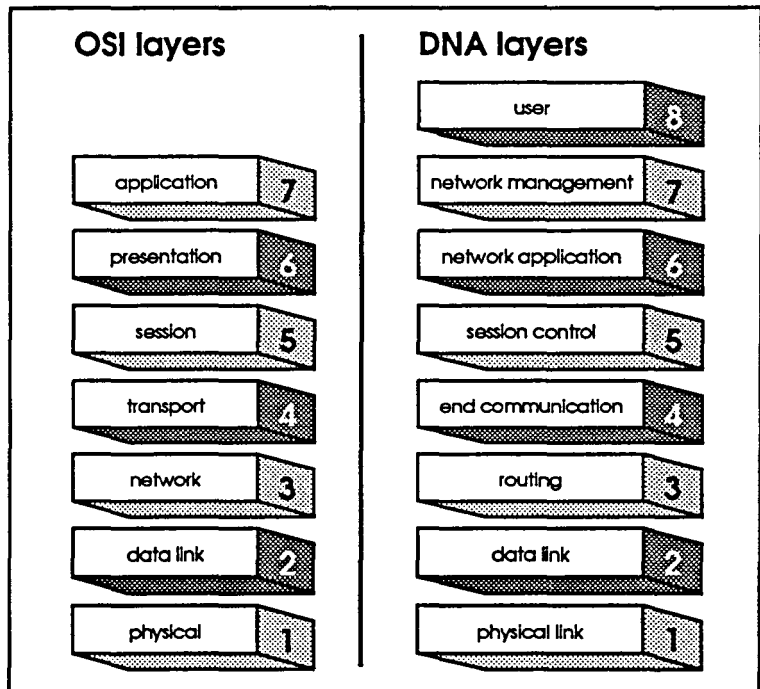 OSI layers
application 7
presentation 6
session 5
transport 4
network 3
data link 2
physical 1
DNA layers
user 8
network management 7
network application 6
session control 5
end communication 4
routing 3
data link 2
physical link 1